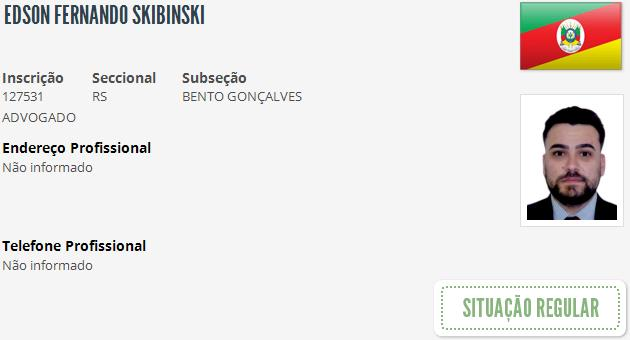 EDSON FERNANDO SKIBINSKI
Inscrição Seccional Subseção
127531 RS BENTO GONÇALVES
ADVOGADO
Endereço Profissional
Não informado
Telefone Profissional
Não informado
SITUAÇÃO REGULAR